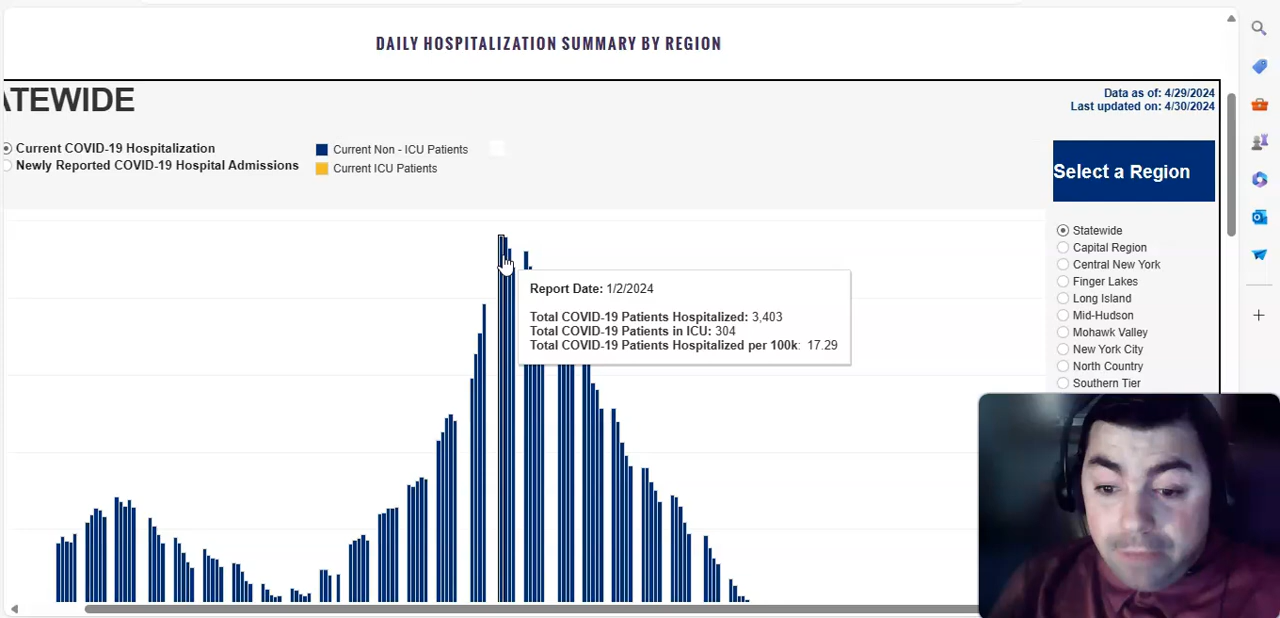 DAILY HOSPITALIZATION SUMMARY BY REGION
ATEWIDE
Data as of: 4/29/2024
Last updated on: 4/30/2024
Current COVID-19 Hospitalization
Newly Reported COVID-19 Hospital Admissions
Current Non - ICU Patients
Current ICU Patients
Select a Region
Statewide
Capital Region
Central New York
Finger Lakes
Long Island
Mid-Hudson
Mohawk Valley
New York City
North Country
Southern Tier
Report Date: 1/2/2024
Total COVID-19 Patients Hospitalized: 3,403
Total COVID-19 Patients in ICU: 304
Total COVID-19 Patients Hospitalized per 100k: 17.29